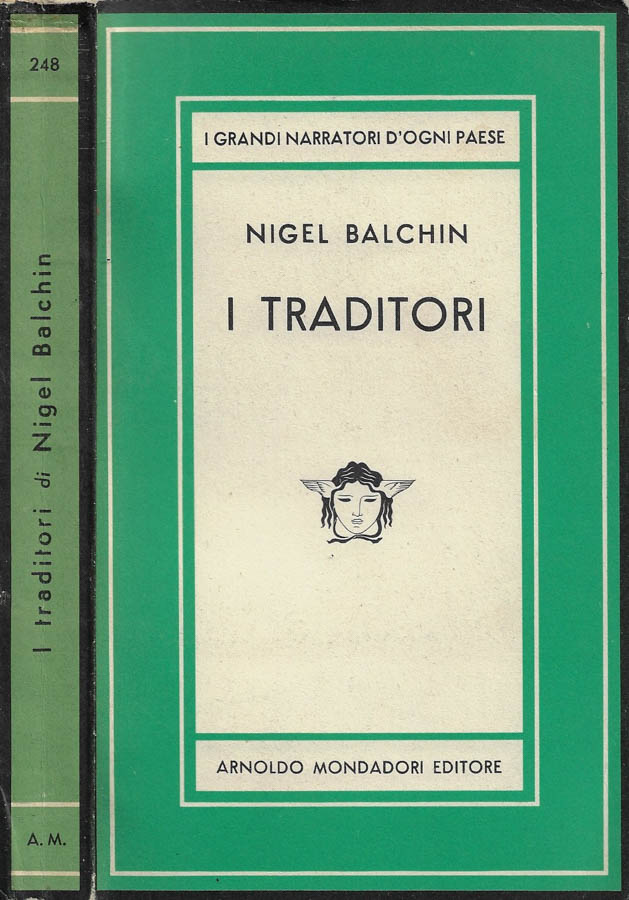 248
I traditori di Nigel Balchin
A. M.
I GRANDI NARRATORI D'OGNI PAESE
NIGEL BALCHIN
I TRADITORI
ARNOLDO MONDADORI EDITORE